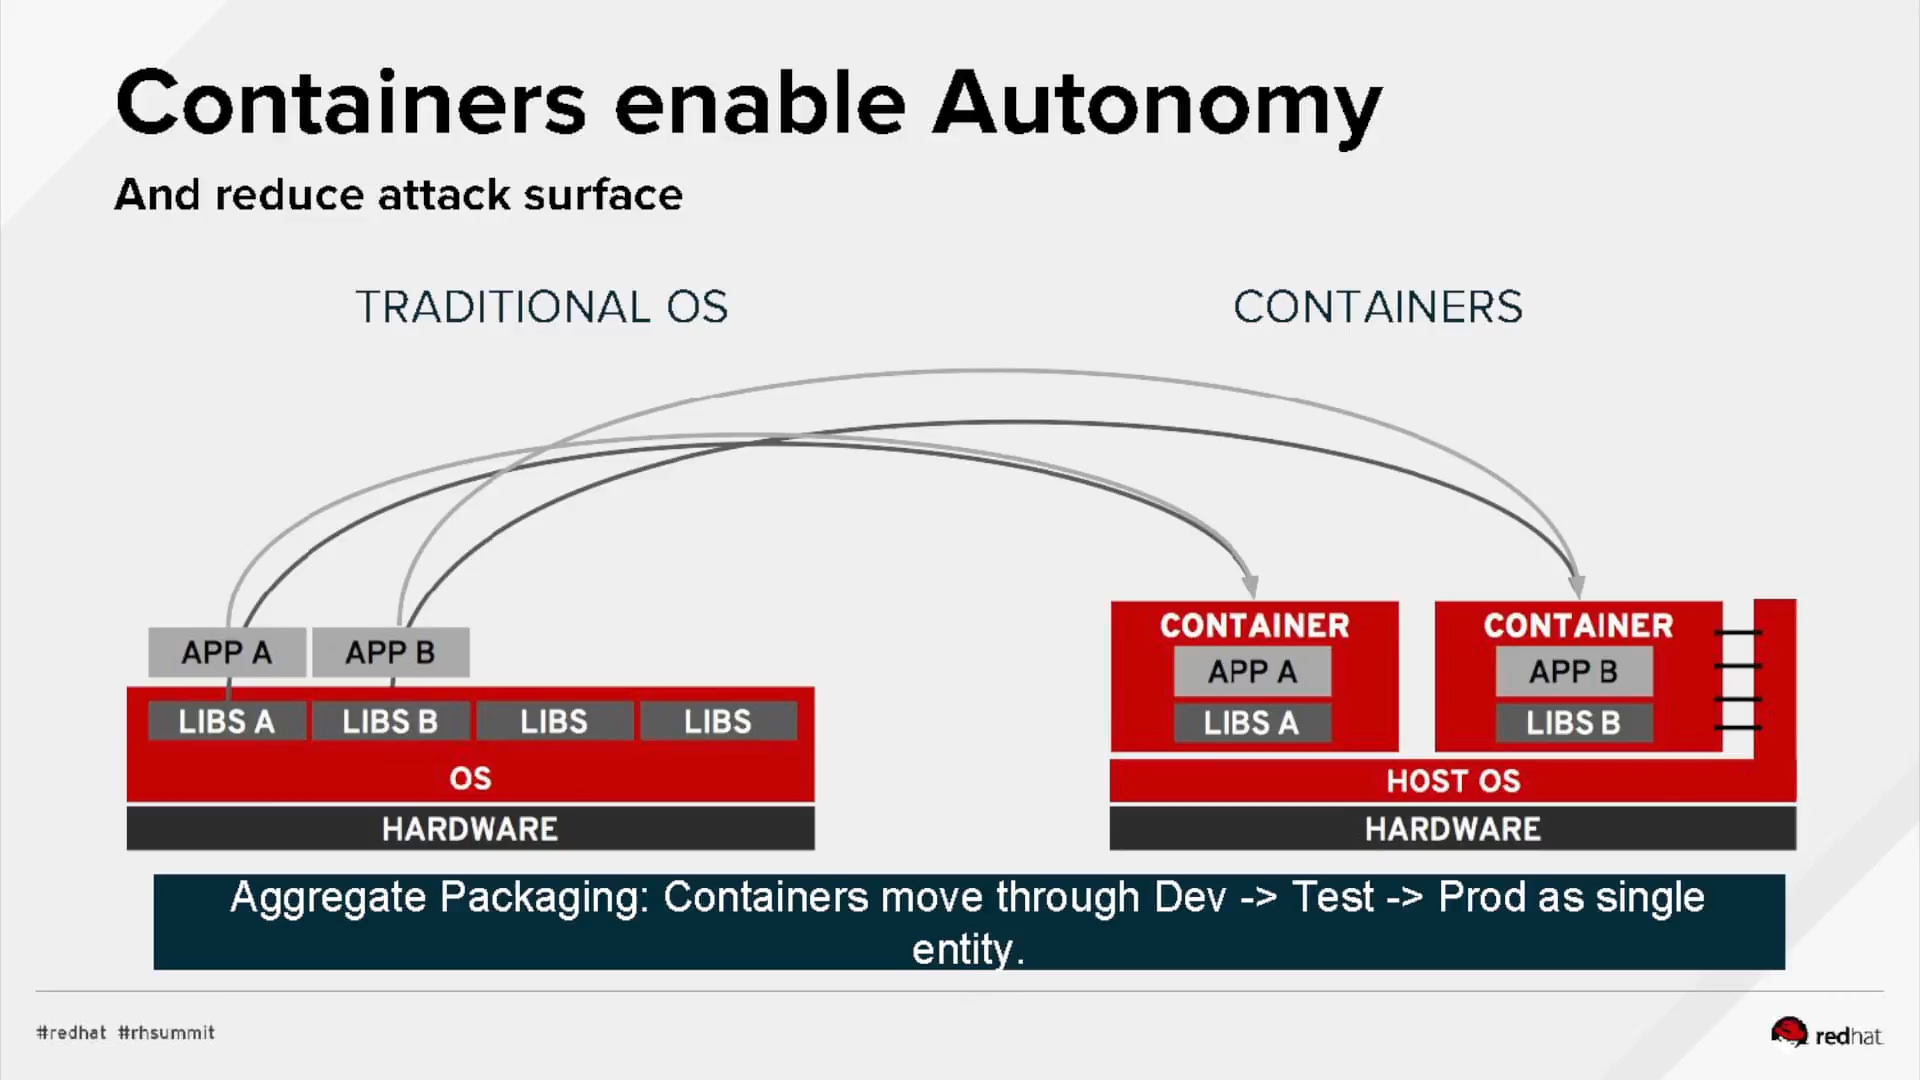 Containers enable Autonomy
And reduce attack surface
TRADITIONAL OS
CONTAINERS
APP A
APP B
LIBS A
LIBS B
LIBS
LIBS
OS
HARDWARE
CONTAINER
APP A
LIBS A
CONTAINER
APP B
LIBS B
HOST OS
HARDWARE
Aggregate Packaging: Containers move through Dev -> Test -> Prod as single
entity.
#redhat #rhsummit
redhat